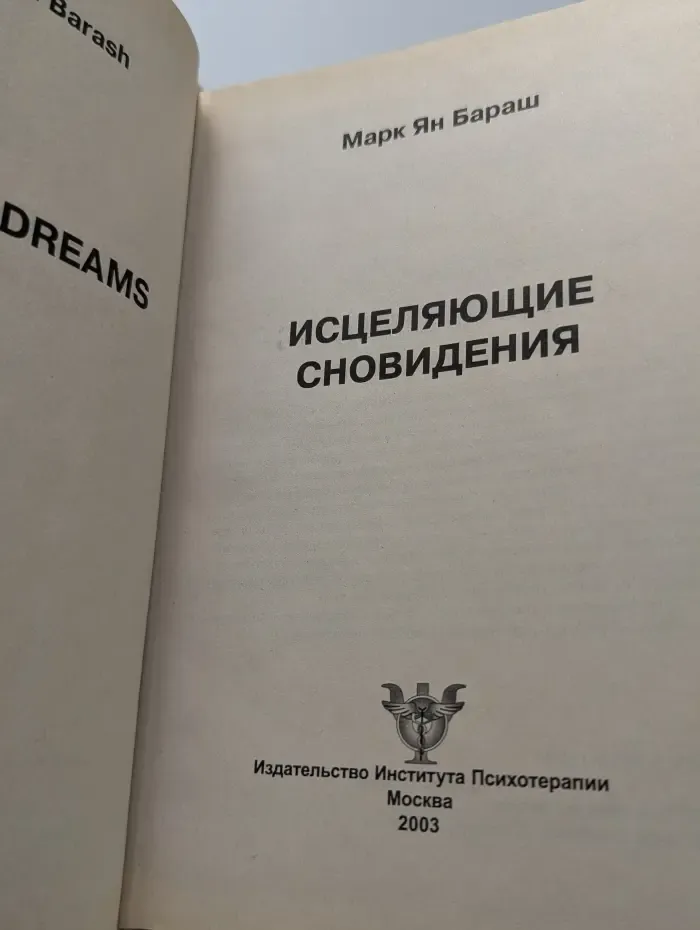 Barash
DREAMS
Марк Ян Бараш
ИСЦЕЛЯЮЩИЕ
СНОВИДЕНИЯ
Издательство Института Психотерапии
Москва
2003